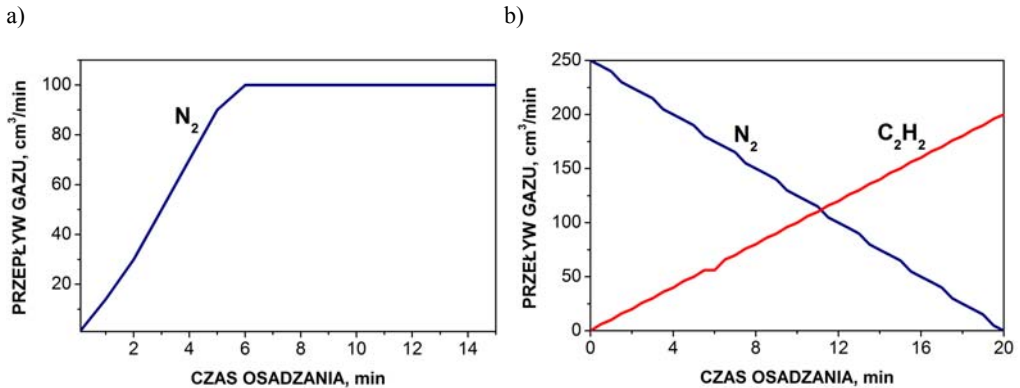 a)
b)
PRZEPŁYW GAZU, cm³/min
100
80
60
40
20
N₂
2
4
6
8
10
12
14
CZAS OSADZANIA, min
PRZEŁYW GAZU, cm³/min
250
200
150
100
50
0
N₂
C₂H₂
0
4
8
12
16
20
CZAS OSADZANIA, min